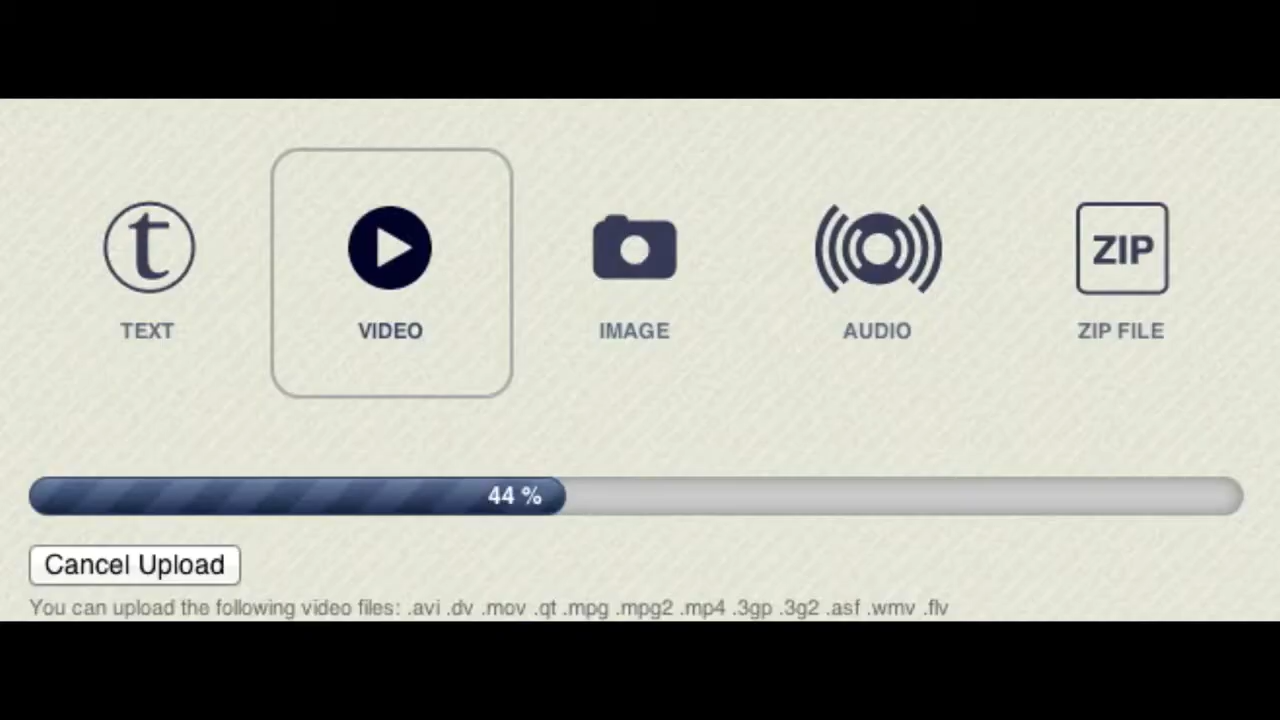 t
ZIP
TEXT VIDEO IMAGE AUDIO ZIP FILE
44 %
Cancel Upload
You can upload the following video files: .avi .dv .mov .qt .mpg .mpg2 .mp4 .3gp .3g2 .asf .wmv .flv